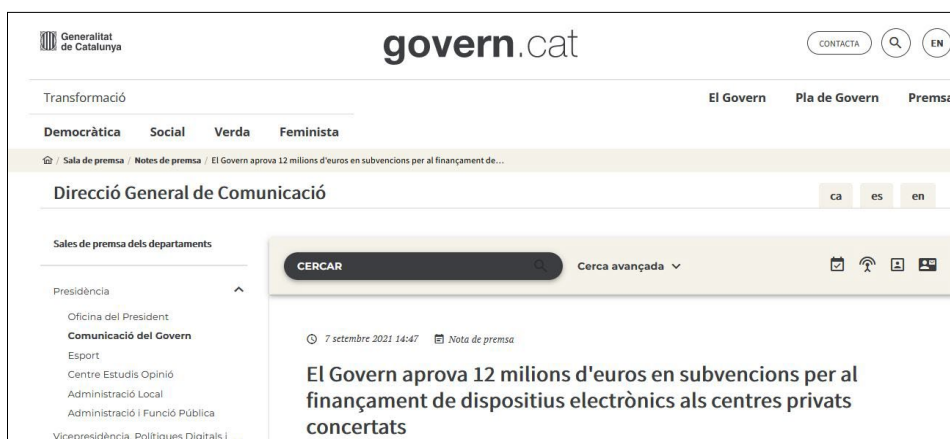 Generalitat
de Catalunya
govern.cat
CONTACTA
EN
Transformació
El Govern Pla de Govern Premsa
Democràtica Social Verda Feminista
/ Sala de premsa / Notes de premsa / El Govern aprova 12 milions d'euros en subvencions per al finançament de...
Direcció General de Comunicació
ca es en
Sales de premsa dels departaments
CERCAR
Cerca avançada
Presidència
Oficina del President
Comunicació del Govern
Esport
Centre Estudis Opinió
Administració Local
Administració i Funció Pública
Vicepresidència, Polítiques Digitals i
7 setembre 2021 14:47 Nota de premsa
El Govern aprova 12 milions d'euros en subvencions per al
finançament de dispositius electrònics als centres privats
concertats